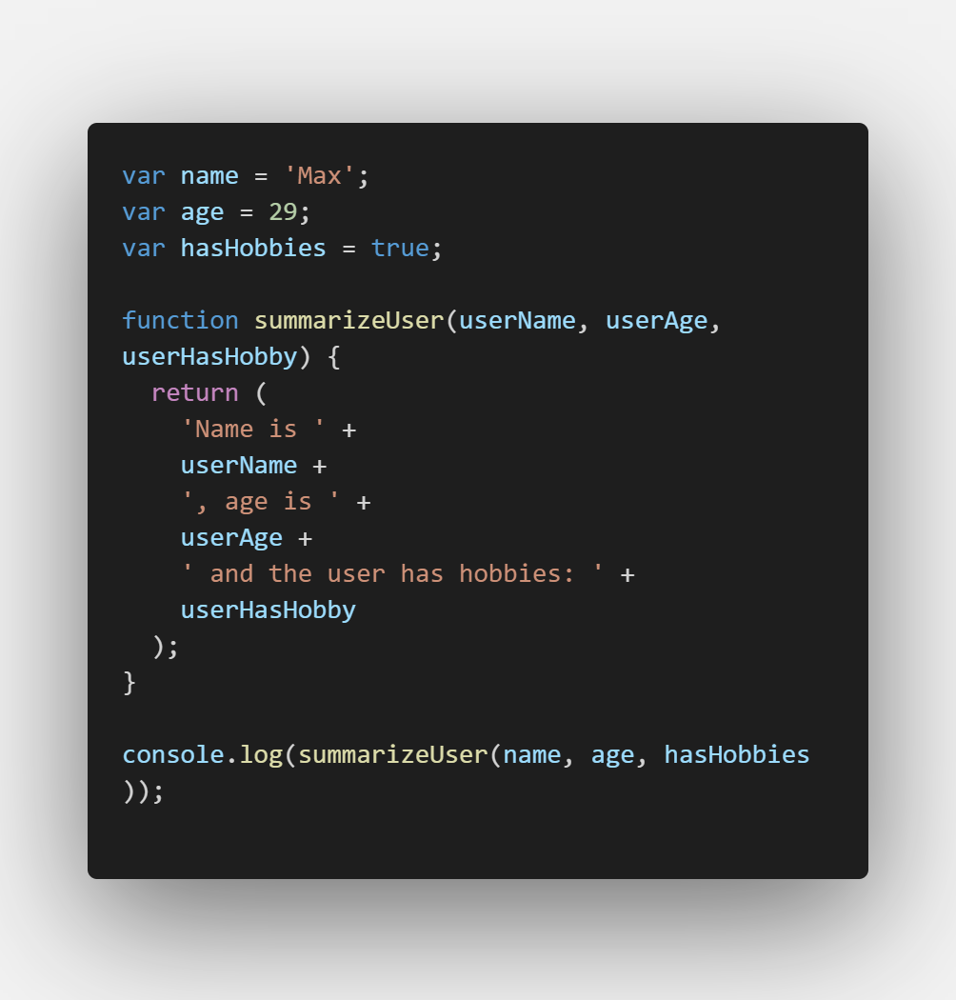 var name = 'Max';
var age = 29;
var hasHobbies = true;

function summarizeUser(userName, userAge,
userHasHobby) {
  return (
    'Name is ' +
    userName +
    ', age is ' +
    userAge +
    ' and the user has hobbies: ' +
    userHasHobby
  );
}

console.log(summarizeUser(name, age, hasHobbies
));